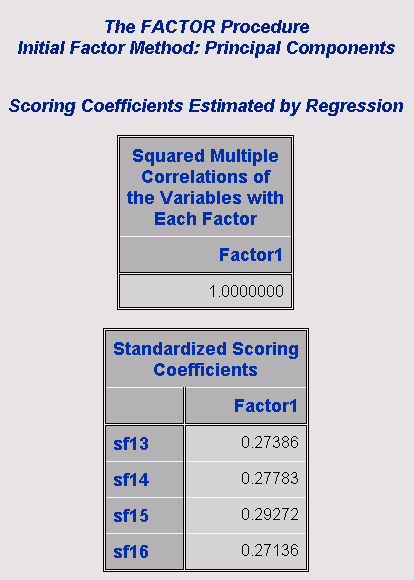 The FACTOR Procedure
Initial Factor Method: Principal Components
Scoring Coefficients Estimated by Regression
Squared Multiple
Correlations of
the Variables with
Each Factor
Factor1
1.0000000
Standardized Scoring
Coefficients
Factor1
sf13 0.27386
sf14 0.27783
sf15 0.29272
sf16 0.27136